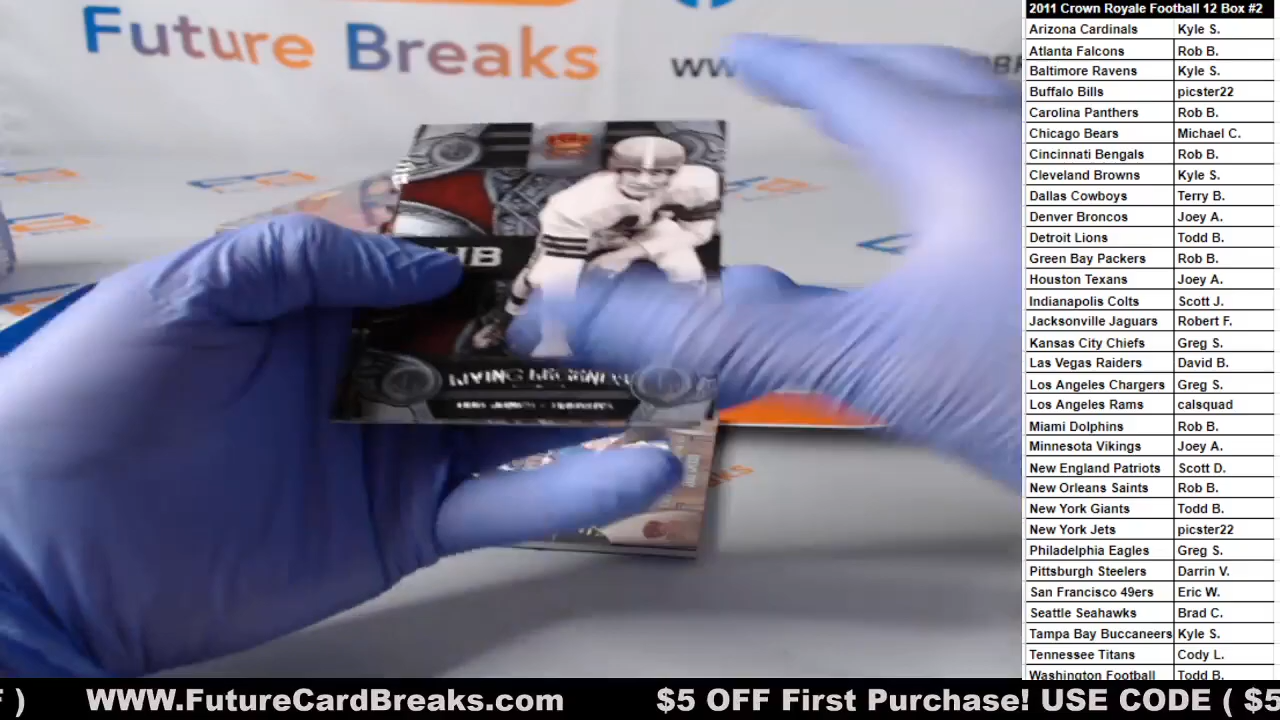 Future Breaks
2011 Crown Royale Football 12 Box #2
Arizona Cardinals Kyle S.
Atlanta Falcons Rob B.
Baltimore Ravens Kyle S.
Buffalo Bills picster22
Carolina Panthers Rob B.
Chicago Bears Michael C.
Cincinnati Bengals Rob B.
Cleveland Browns Kyle S.
Dallas Cowboys Terry B.
Denver Broncos Joey A.
Detroit Lions Todd B.
Green Bay Packers Rob B.
Houston Texans Joey A.
Indianapolis Colts Scott J.
Jacksonville Jaguars Robert F.
Kansas City Chiefs Greg S.
Las Vegas Raiders David B.
Los Angeles Chargers Greg S.
Los Angeles Rams calsquad
Miami Dolphins Rob B.
Minnesota Vikings Joey A.
New England Patriots Scott D.
New Orleans Saints Rob B.
New York Giants Todd B.
New York Jets picster22
Philadelphia Eagles Greg S.
Pittsburgh Steelers Darrin V.
San Francisco 49ers Eric W.
Seattle Seahawks Brad C.
Tampa Bay Buccaneers Kyle S.
Tennessee Titans Cody L.
Washington Football Todd B.
F ) WWW.FutureCardBreaks.com $5 OFF First Purchase! USE CODE ( $5